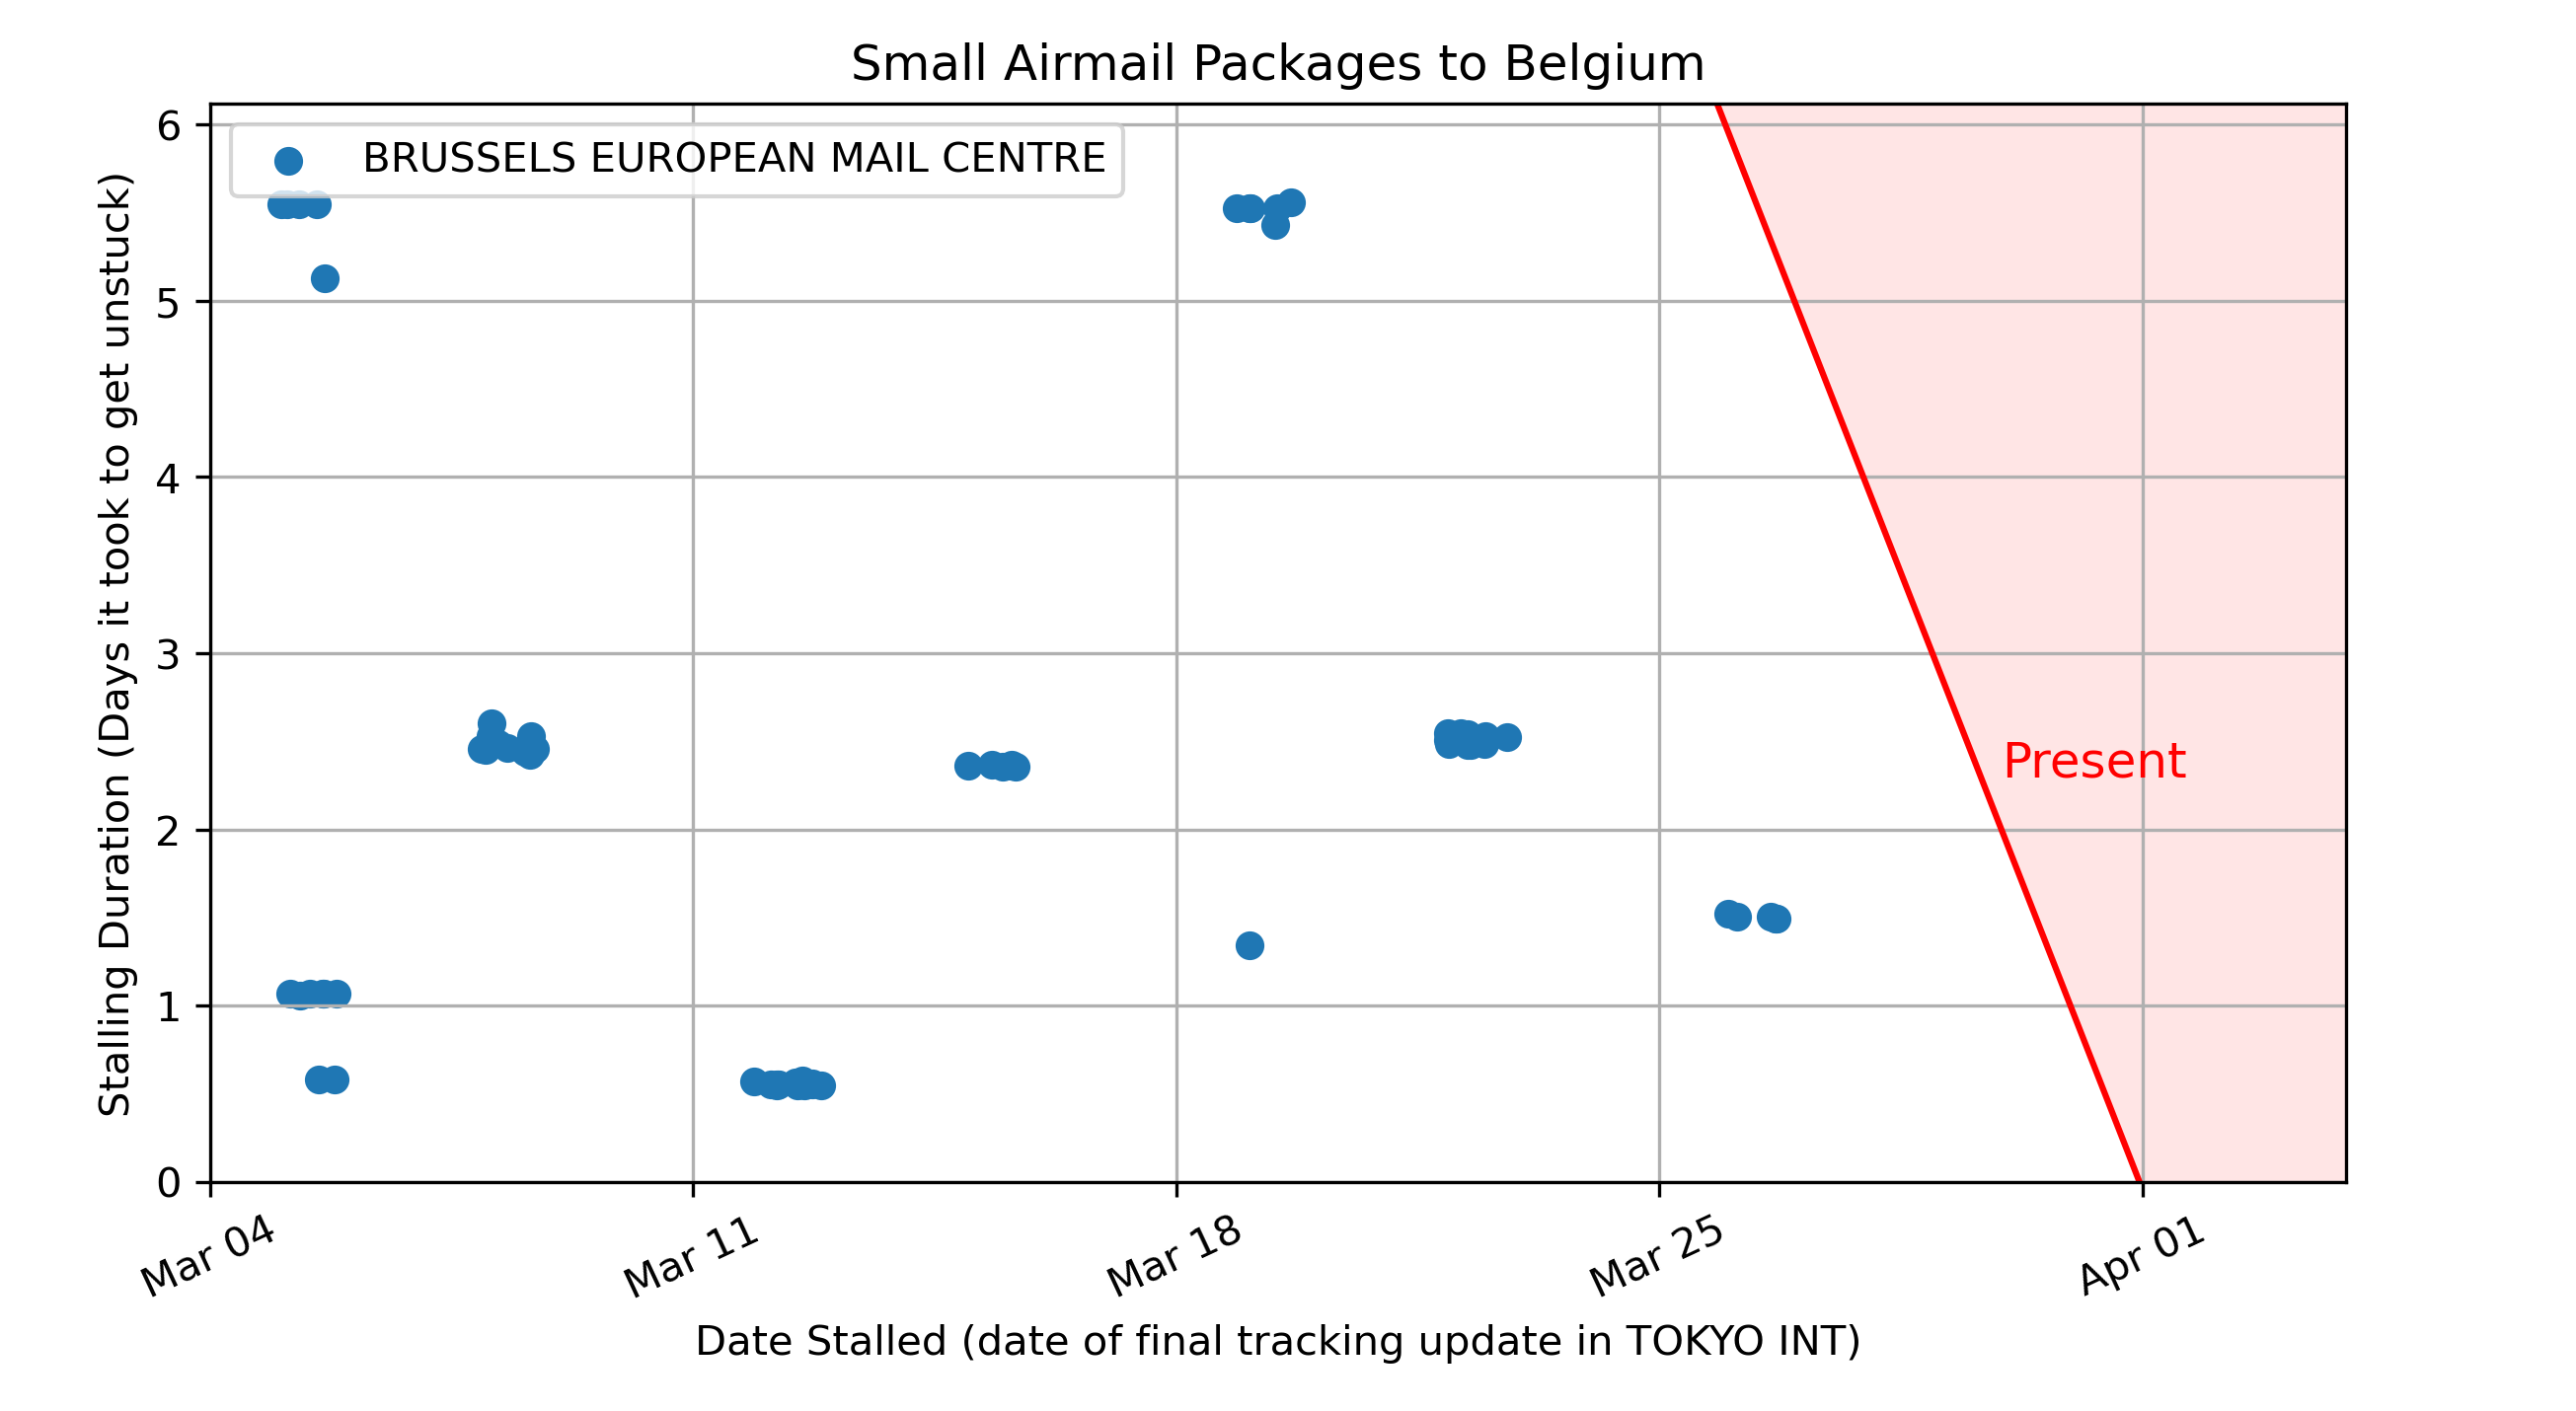 Small Airmail Packages to Belgium
BRUSSELS EUROPEAN MAIL CENTRE
Stalling Duration (Days it took to get unstuck)
6
5
4
3
2
1
0
Present
Mar 04
Mar 11
Mar 18
Mar 25
Apr 01
Date Stalled (date of final tracking update in TOKYO INT)